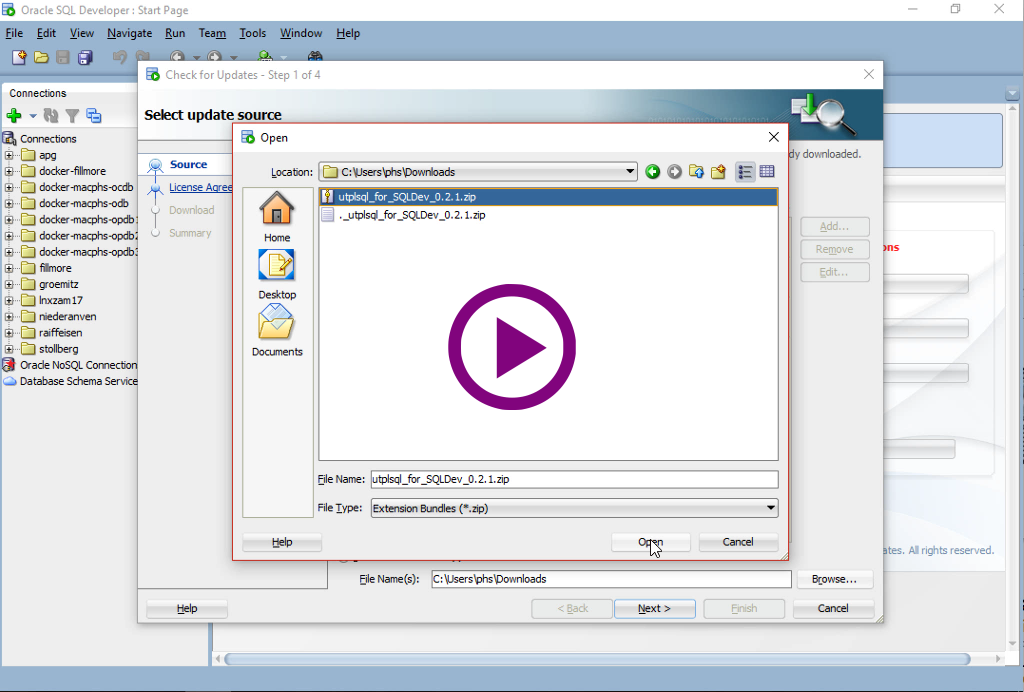 Oracle SQL Developer : Start Page
File Edit View Navigate Run Team Tools Window Help
Check for Updates - Step 1 of 4
Connections
Select update source
Open
Connections
apg
docker-fillmore
docker-macphs-ocdb
docker-macphs-odb
docker-macphs-opdb
docker-macphs-opdb2
docker-macphs-opdb3
fillmore
groemitz
lnxzam17
niederanven
raiffeisen
stollberg
Oracle NoSQL Connection
Database Schema Service
Source
License Agree
Download
Summary
Location: C:\Users\phs\Downloads
dy downloaded.
utplsql_for_SQLDev_0.2.1.zip
._utplsql_for_SQLDev_0.2.1.zip
Home
Desktop
Documents
Add...
Remove
Edit...
ons
File Name: utplsql_for_SQLDev_0.2.1.zip
File Type: Extension Bundles (*.zip)
Help Open Cancel
ates. All rights reserved.
File Name(s): C:\Users\phs\Downloads Browse...
Help < Back Next > Finish Cancel